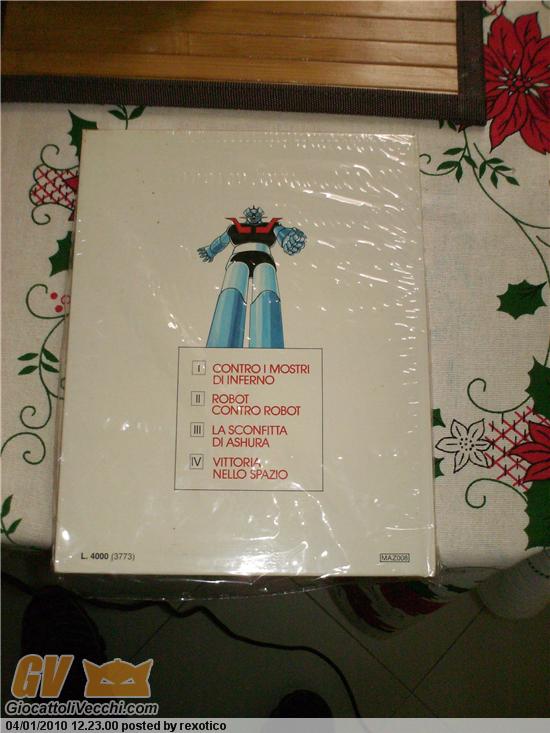 I CONTRO I MOSTRI
DI INFERNO
II ROBOT
CONTRO ROBOT
III LA SCONFITTA
DI ASHURA
IV VITTORIA
NELLO SPAZIO
L. 4000 (3773)
MAZ008
GV
GiocattoliVecchi.com
04/01/2010 12.23.00 posted by rexotico